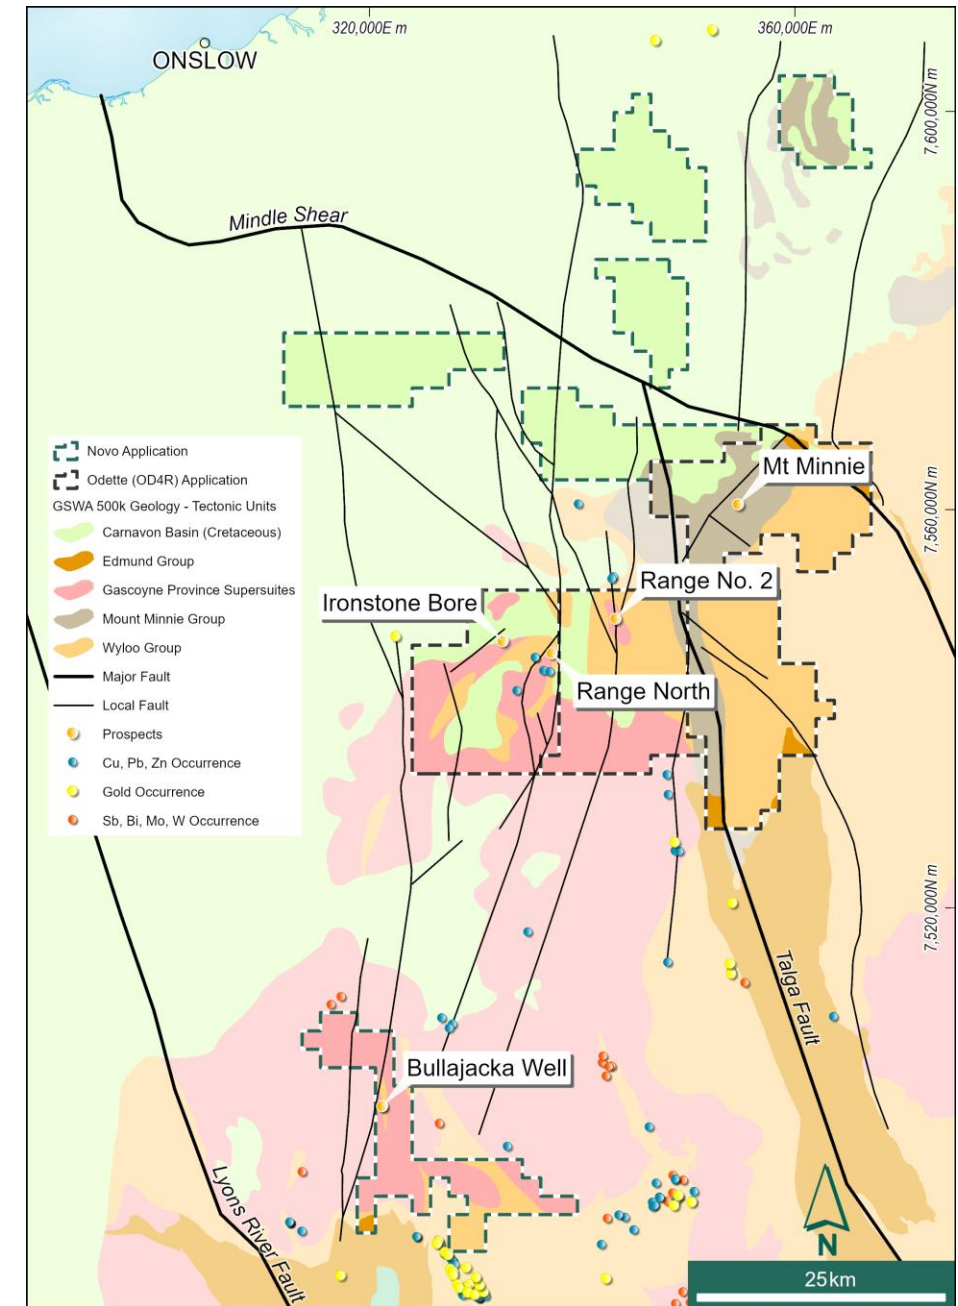 320,000E m
360,000E m
ONSLOW
7,600,000N m
Mindle Shear
Novo Application
Odette (OD4R) Application
GSWA 500k Geology - Tectonic Units
Carnavon Basin (Cretaceous)
Edmund Group
Gascoyne Province Supersuites
Mount Minnie Group
Wyloo Group
Major Fault
Local Fault
Prospects
Cu, Pb, Zn Occurrence
Gold Occurrence
Sb, Bi, Mo, W Occurrence
Mt Minnie
7,560,000N m
Range No. 2
Ironstone Bore
Range North
7,520,000N m
Talga Fault
Bullajacka Well
Lyons River Fault
N
25km